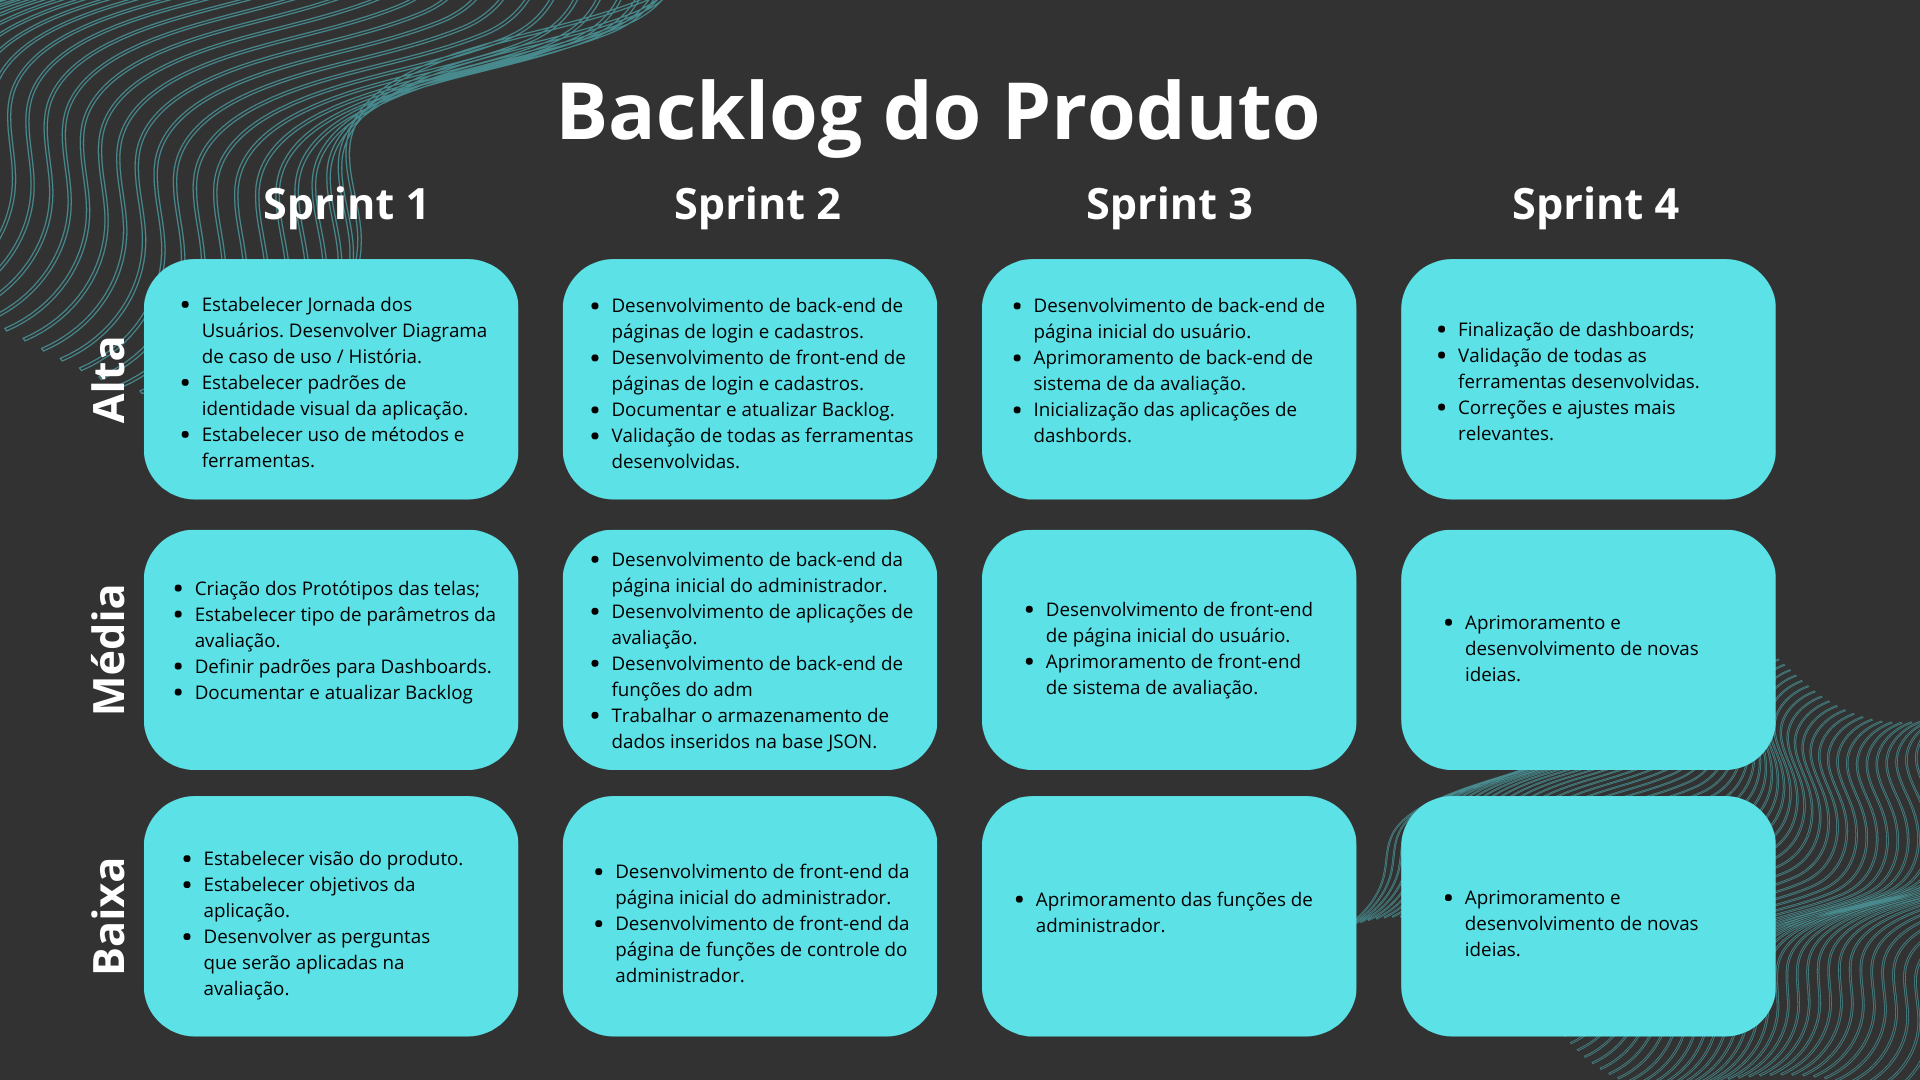 Backlog do Produto
Sprint 1
Sprint 2
Sprint 3
Sprint 4
Alta
• Estabelecer Jornada dos
Usuários. Desenvolver Diagrama
de caso de uso / História.
• Estabelecer padrões de
identidade visual da aplicação.
• Estabelecer uso de métodos e
ferramentas.
• Desenvolvimento de back-end de
páginas de login e cadastros.
• Desenvolvimento de front-end de
páginas de login e cadastros.
• Documentar e atualizar Backlog.
• Validação de todas as ferramentas
desenvolvidas.
• Desenvolvimento de back-end de
página inicial do usuário.
• Aprimoramento de back-end de
sistema de da avaliação.
• Inicialização das aplicações de
dashbords.
• Finalização de dashboards;
• Validação de todas as
ferramentas desenvolvidas.
• Correções e ajustes mais
relevantes.
Média
• Criação dos Protótipos das telas;
• Estabelecer tipo de parâmetros da
avaliação.
• Definir padrões para Dashboards.
• Documentar e atualizar Backlog
• Desenvolvimento de back-end da
página inicial do administrador.
• Desenvolvimento de aplicações de
avaliação.
• Desenvolvimento de back-end de
funções do adm
• Trabalhar o armazenamento de
dados inseridos na base JSON.
• Desenvolvimento de front-end
de página inicial do usuário.
• Aprimoramento de front-end
de sistema de avaliação.
• Aprimoramento e
desenvolvimento de novas
ideias.
Baixa
• Estabelecer visão do produto.
• Estabelecer objetivos da
aplicação.
• Desenvolver as perguntas
que serão aplicadas na
avaliação.
• Desenvolvimento de front-end da
página inicial do administrador.
• Desenvolvimento de front-end da
página de funções de controle do
administrador.
• Aprimoramento das funções de
administrador.
• Aprimoramento e
desenvolvimento de novas
ideias.